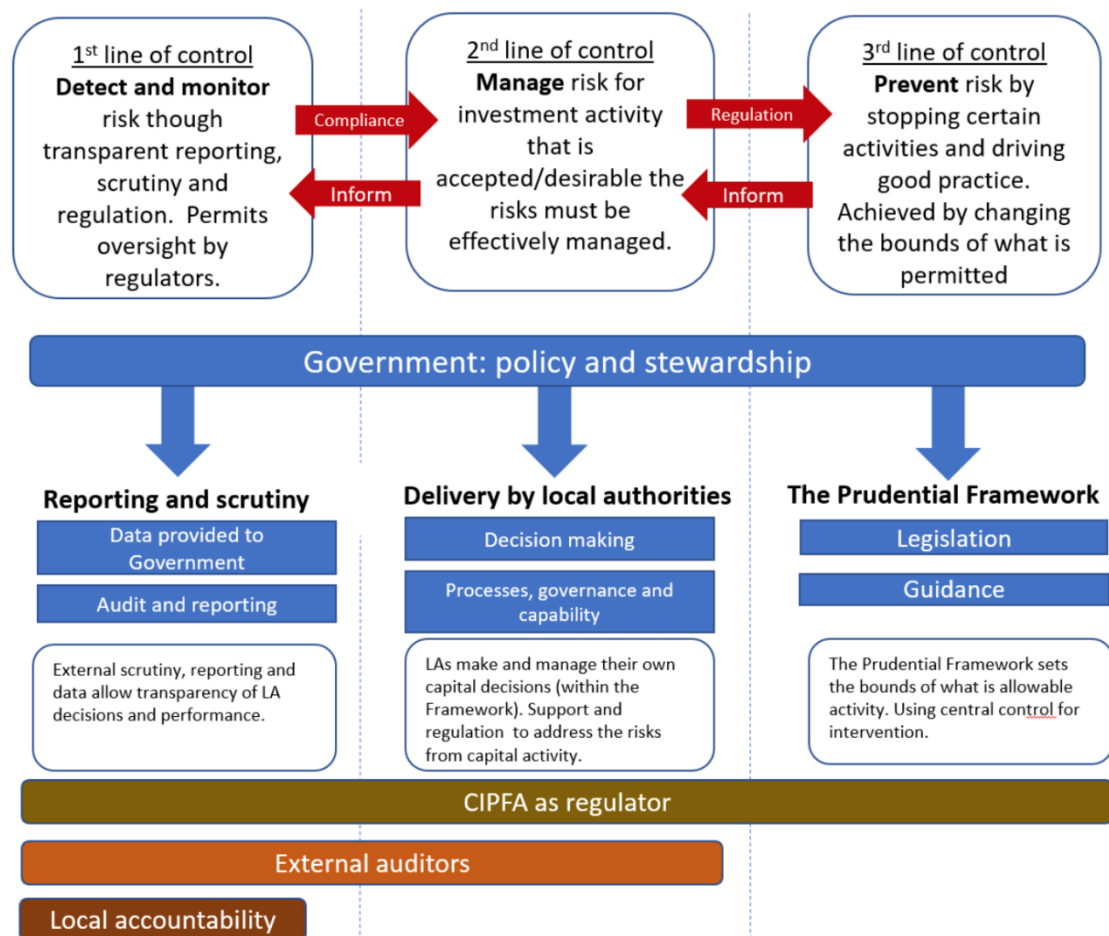 1st line of control
Detect and monitor
risk though
transparent reporting,
scrutiny and
regulation. Permits
oversight by
regulators.
Compliance
Inform
2nd line of control
Manage risk for
investment activity
that is
accepted/desirable the
risks must be
effectively managed.
Regulation
Inform
3rd line of control
Prevent risk by
stopping certain
activities and driving
good practice.
Achieved by changing
the bounds of what is
permitted
Government: policy and stewardship
Reporting and scrutiny
Data provided to
Government
Audit and reporting
External scrutiny, reporting and
data allow transparency of LA
decisions and performance.
Delivery by local authorities
Decision making
Processes, governance and
capability
LAs make and manage their own
capital decisions (within the
Framework). Support and
regulation to address the risks
from capital activity.
The Prudential Framework
Legislation
Guidance
The Prudential Framework sets
the bounds of what is allowable
activity. Using central control for
intervention.
CIPFA as regulator
External auditors
Local accountability